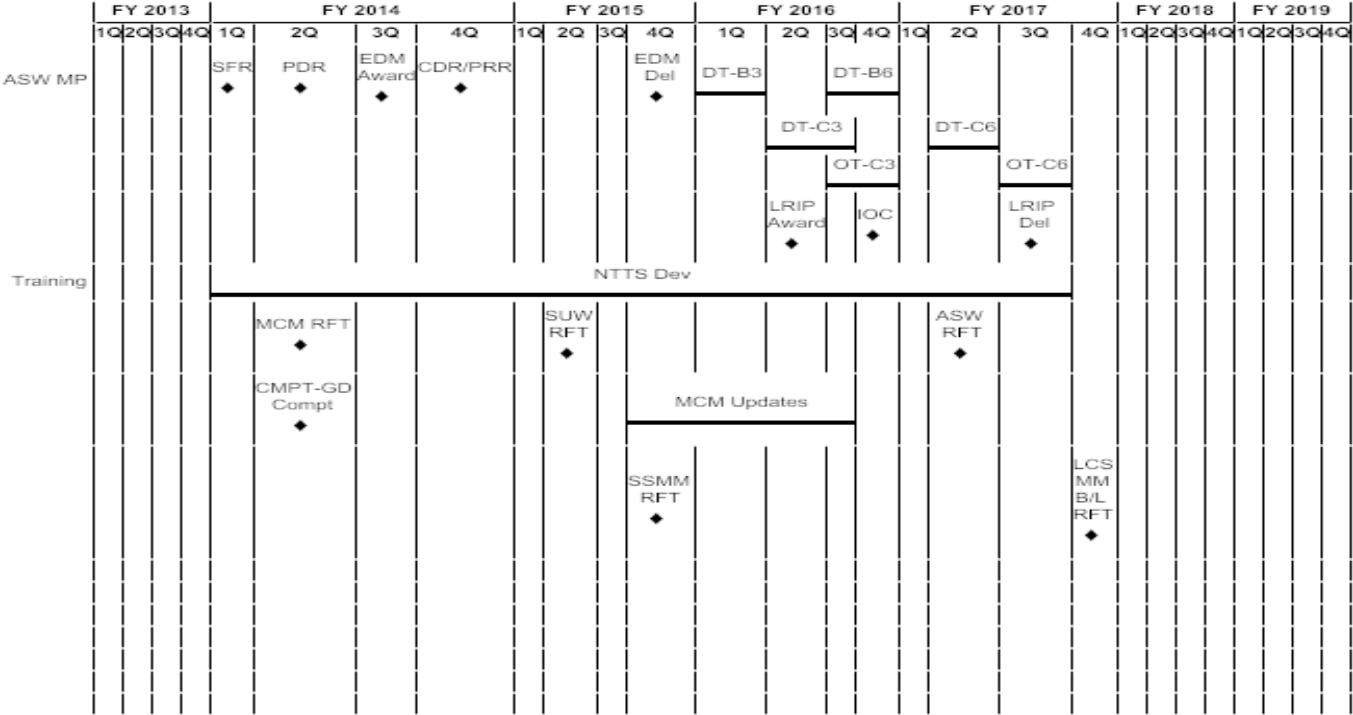 FY 2013 FY 2014 FY 2015 FY 2016 FY 2017 FY 2018 FY 2019
1Q 2Q 3Q 4Q 1Q 2Q 3Q 4Q 1Q 2Q 3Q 4Q 1Q 2Q 3Q 4Q 1Q 2Q 3Q 4Q 1Q 2Q 3Q 4Q 1Q 2Q 3Q 4Q
ASW MP
SFR
PDR
EDM
Award
CDR/PRR
EDM
Del
DT-B3
DT-B6
DT-C3
DT-C6
OT-C3
OT-C6
LRIP
Award
IOC
LRIP
Del
Training
NTTS Dev
MCM RFT
SUW
RFT
ASW
RFT
CMPT-GD
Compt
MCM Updates
SSMM
RFT
LCS
MM
B/L
RFT